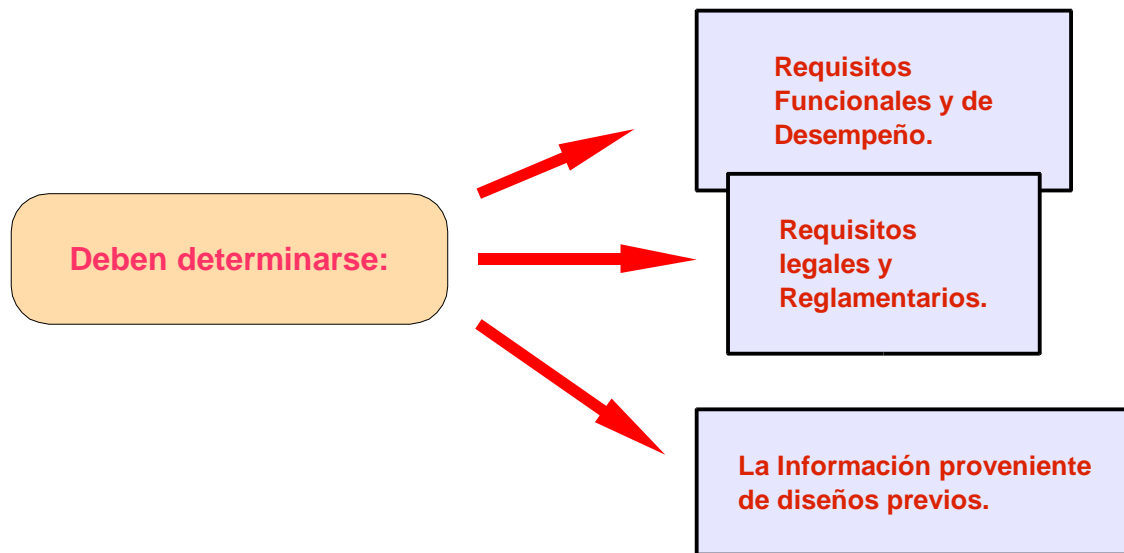 Deben determinarse:
Requisitos
Funcionales y de
Desempeño.
Requisitos
legales y
Reglamentarios.
La Información proveniente
de diseños previos.